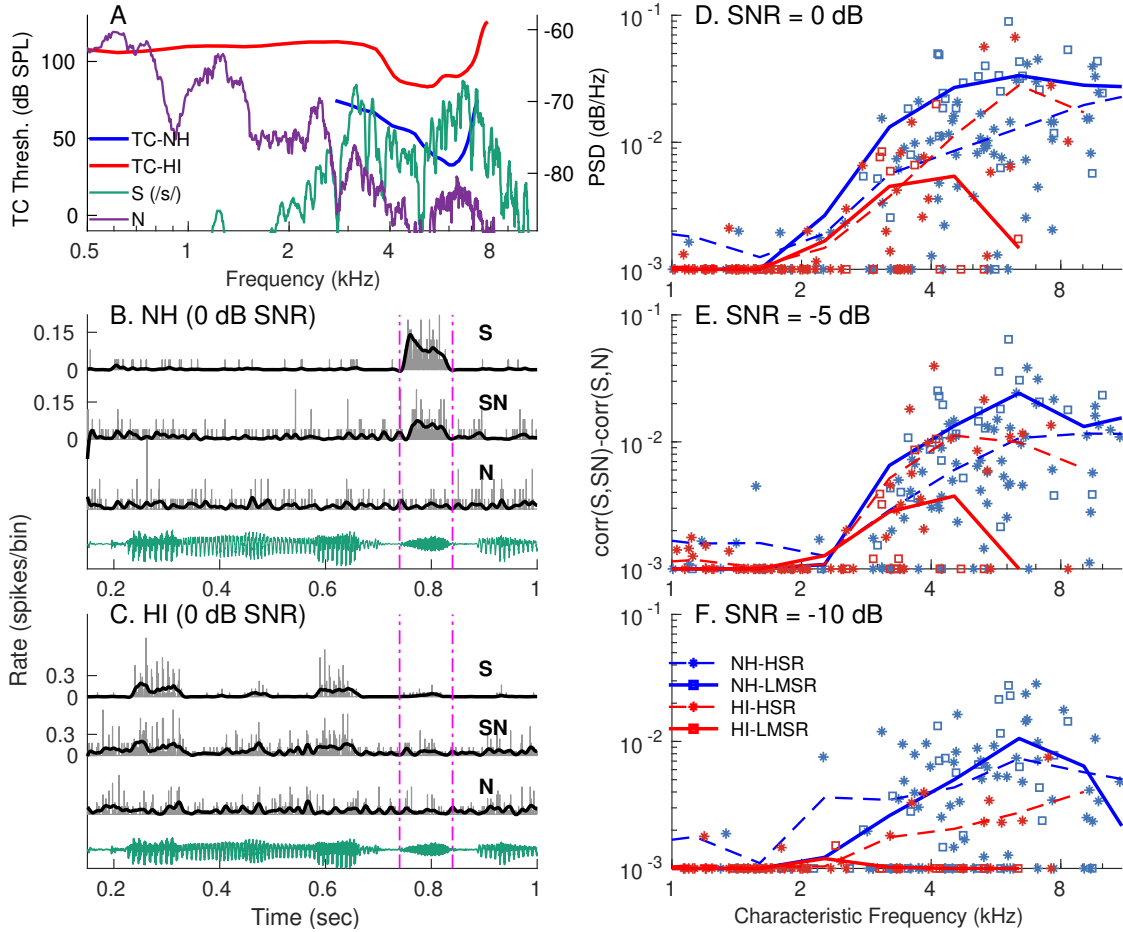 A
TC Thresh. (dB SPL)
100
50
0
TC-NH
TC-HI
S (/s/)
N
-60
-70
-80
PSD (dB/Hz)
0.5 1 2 4 8
Frequency (kHz)
B. NH (0 dB SNR)
0.15
0
S
0.15
0
SN
N
0.2 0.4 0.6 0.8 1
Rate (spikes/bin)
C. HI (0 dB SNR)
0.3
0
S
0.3
0
SN
N
0.2 0.4 0.6 0.8 1
Time (sec)
D. SNR = 0 dB
10-1
10-2
10-3
1 2 4 8
E. SNR = -5 dB
10-1
10-2
10-3
1 2 4 8
corr(S,SN)-corr(S,N)
F. SNR = -10 dB
10-1
10-2
10-3
NH-HSR
NH-LMSR
HI-HSR
HI-LMSR
1 2 4 8
Characteristic Frequency (kHz)